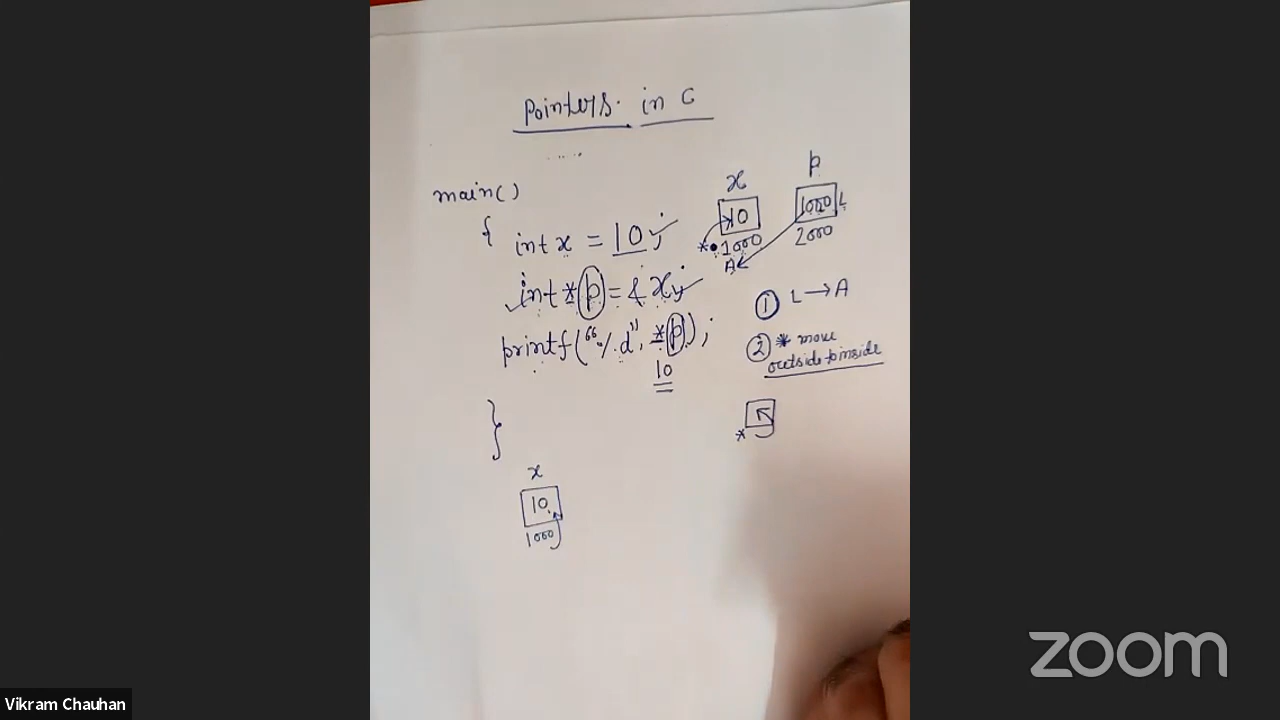 Pointers. in C
main()
{ int x = 10;
int *p = & x;
printf("%d", *p);
10
}
x
10
1000
x
10
* 1000
A
p
1000 L
2000
① L → A
② * move
outside to inside
*
Vikram Chauhan
zoom